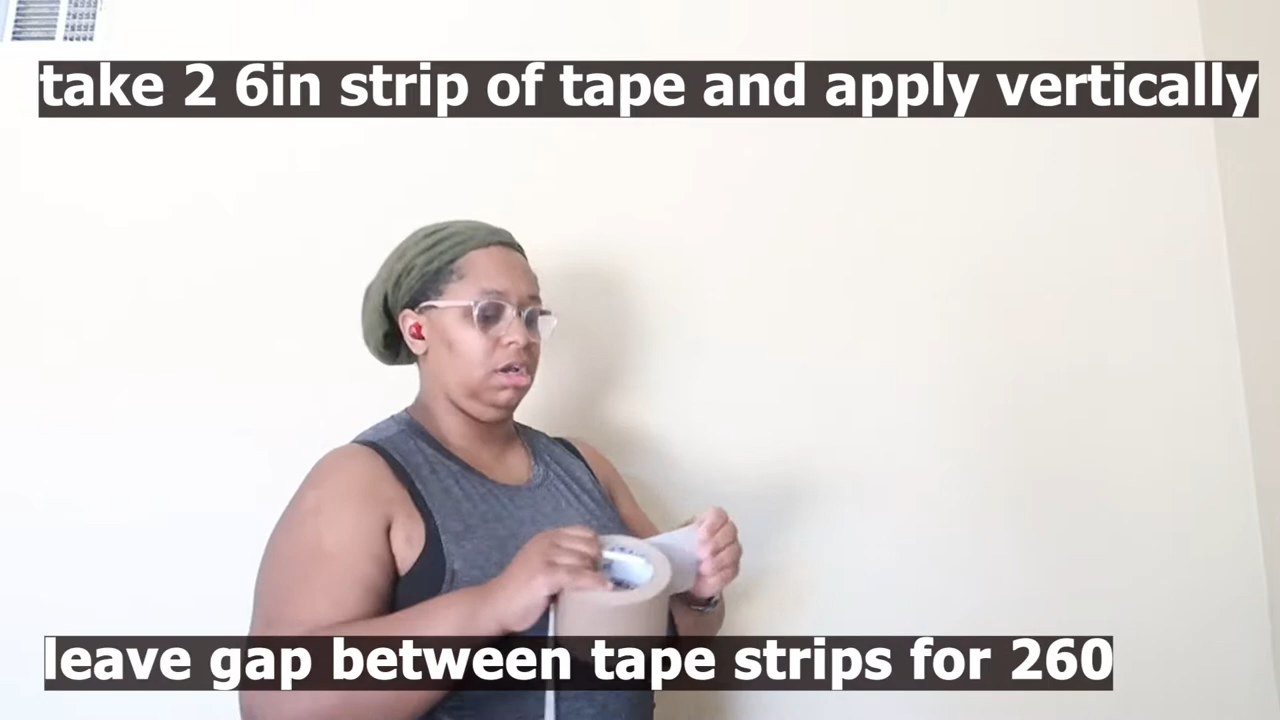 take 2 6in strip of tape and apply vertically
leave gap between tape strips for 260